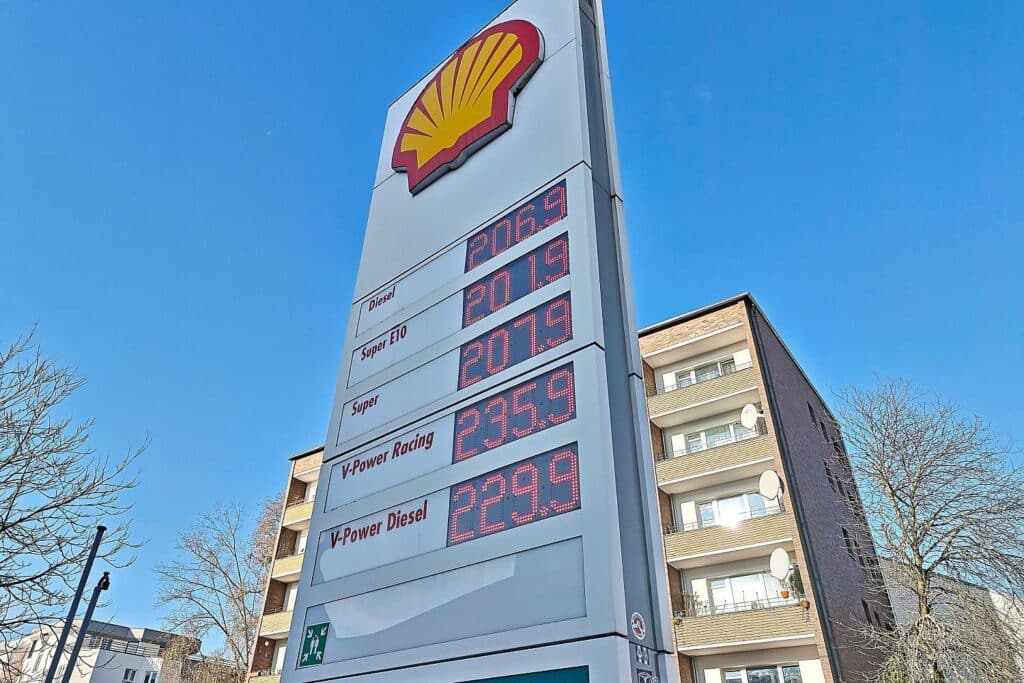 Diesel 206.9
Super E10 201.9
Super 207.9
V-Power Racing 235.9
V-Power Diesel 229.9